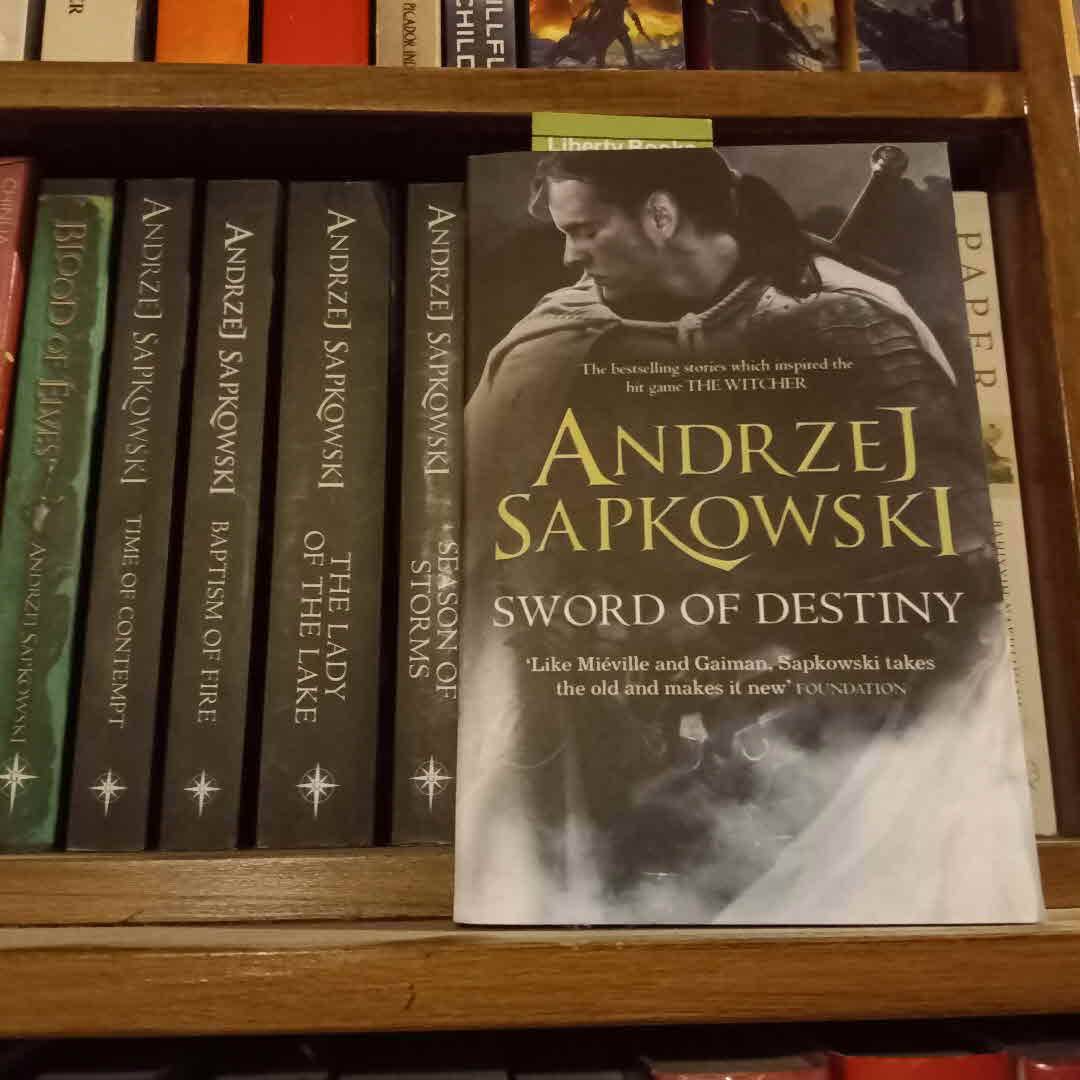 ER
PICADOR
CHILD
Liberty Books
BLOOD OF ELVES
ANDRZEJ SAPKOWSKI
ANDRZEJ SAPKOWSKI
TIME OF CONTEMPT
ANDRZEJ SAPKOWSKI
BAPTISM OF FIRE
ANDRZEJ SAPKOWSKI
THE LADY
OF THE LAKE
ANDRZEJ SAPKOWSKI
SEASON OF
STORMS
The bestselling stories which inspired the
hit game THE WITCHER
ANDRZEJ
SAPKOWSKI
SWORD OF DESTINY
‘Like Miéville and Gaiman, Sapkowski takes
the old and makes it new’ FOUNDATION
PAPER